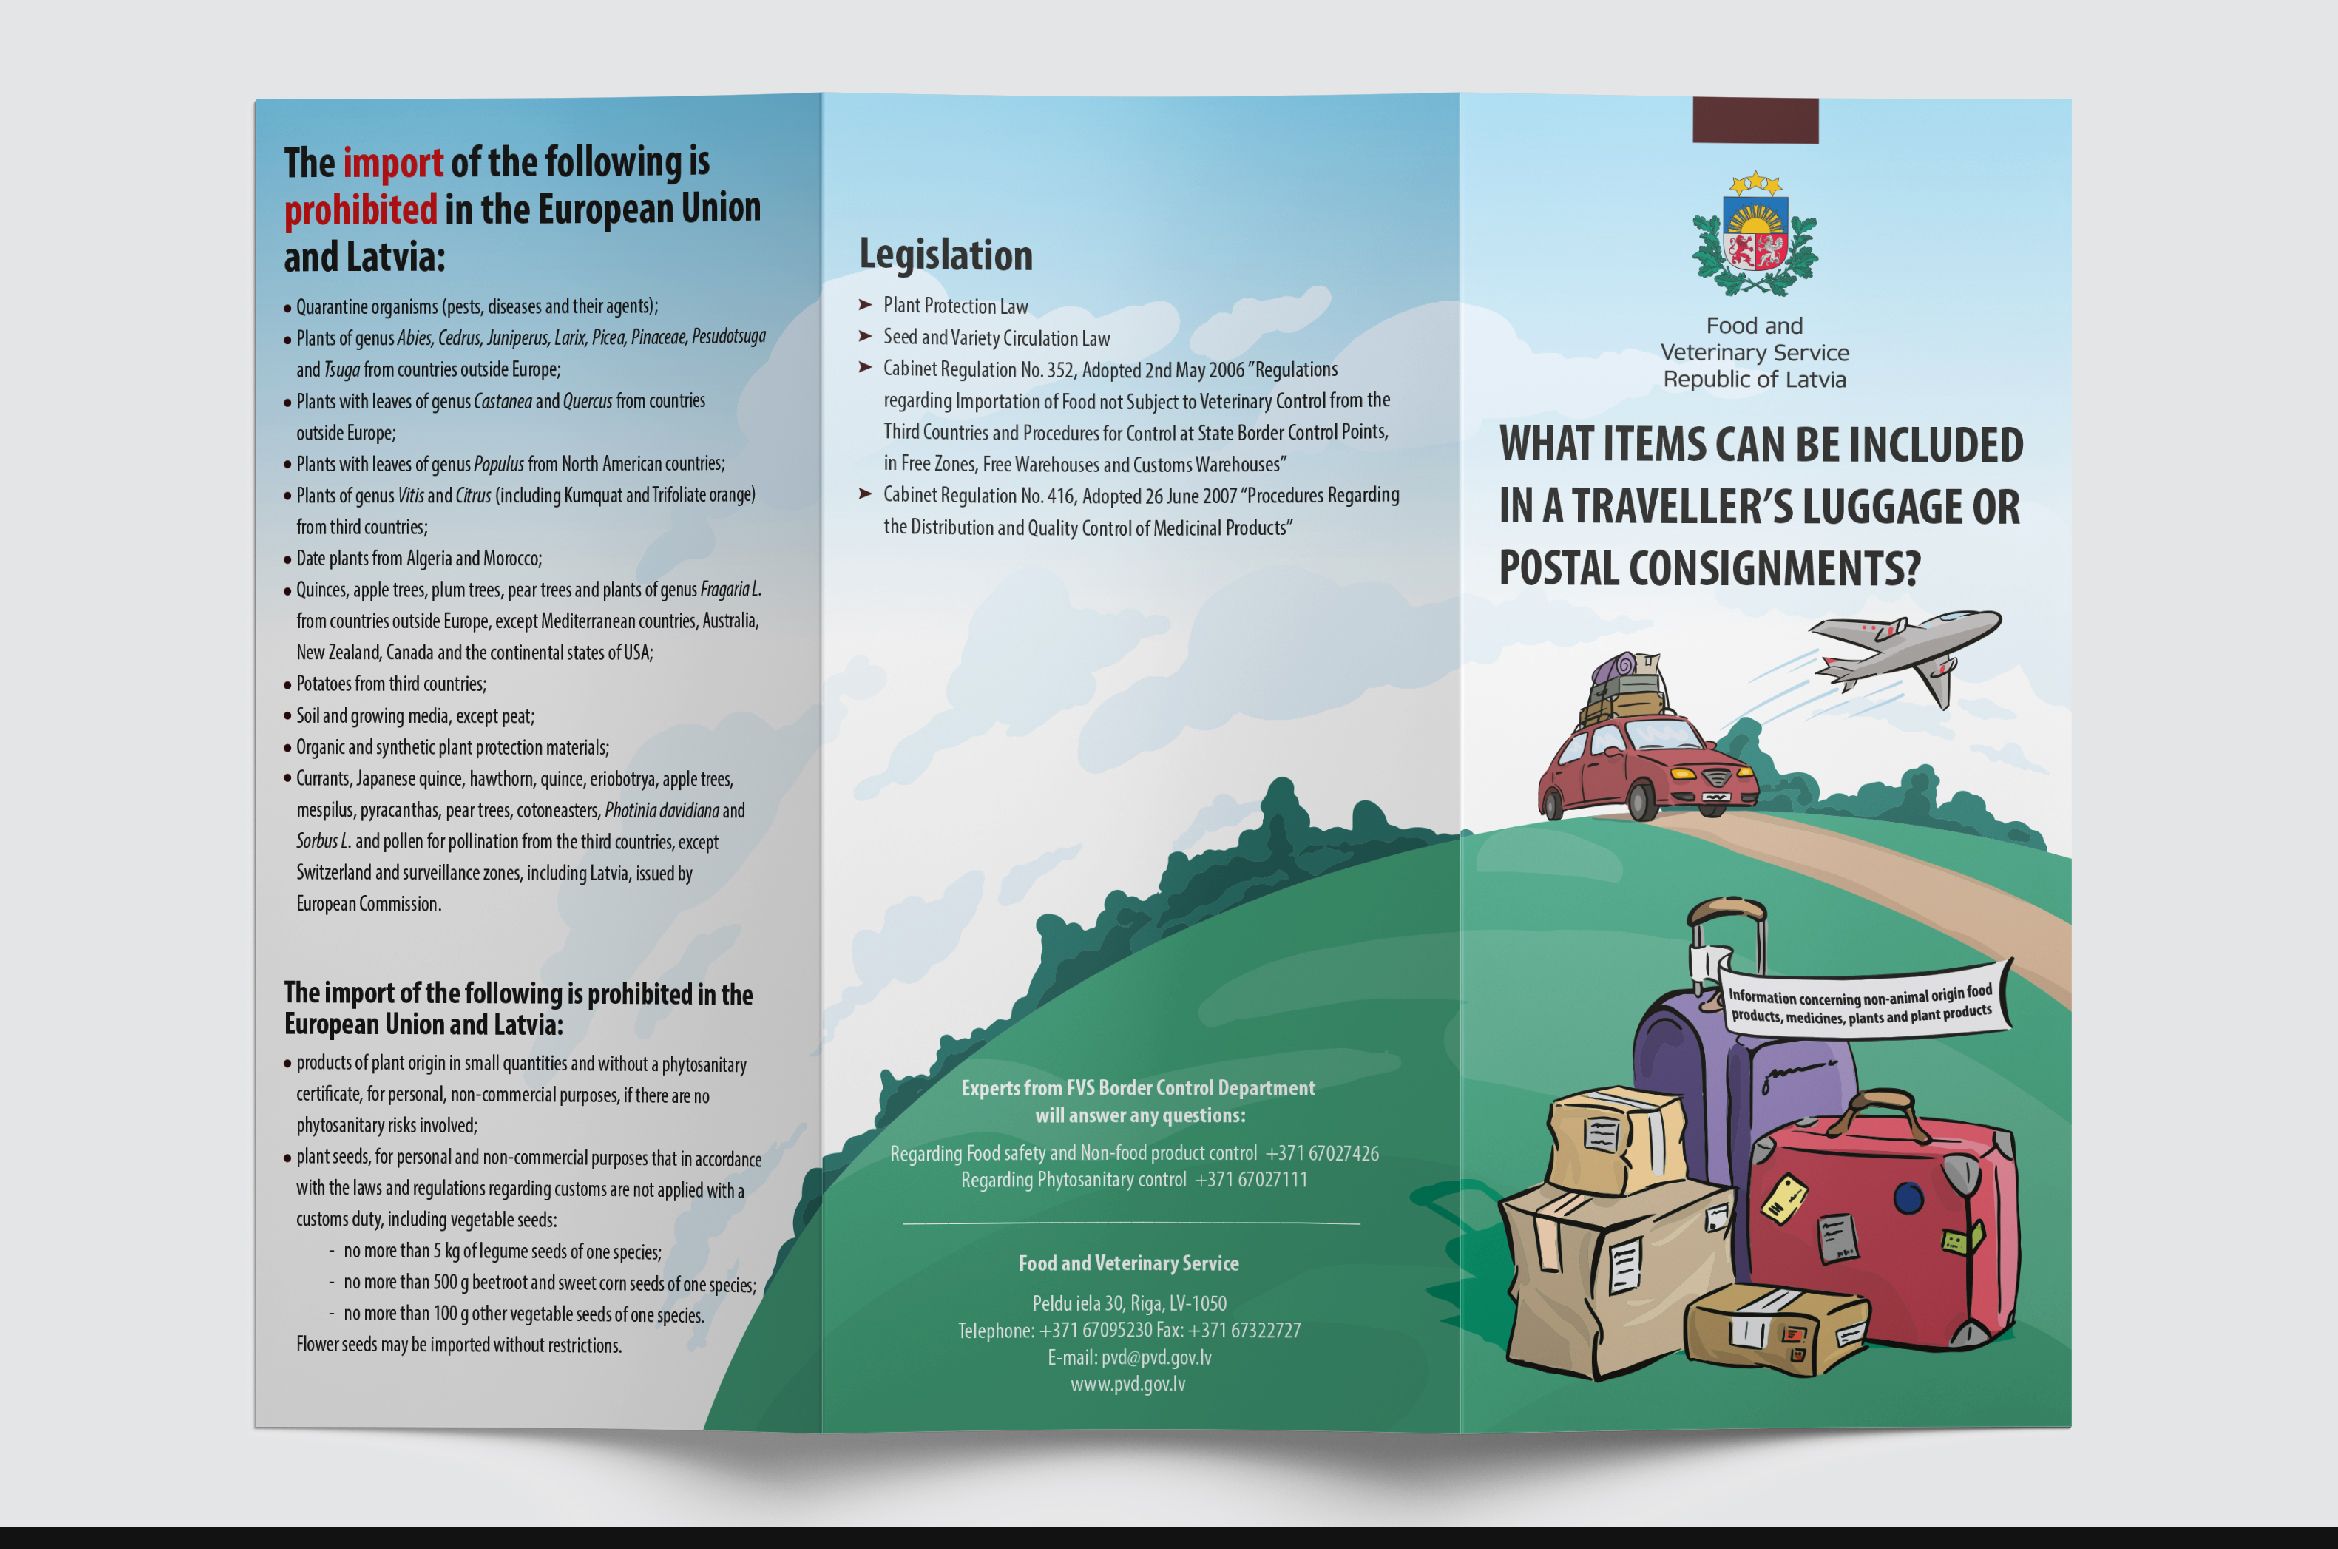 The import of the following is
prohibited in the European Union
and Latvia:
• Quarantine organisms (pests, diseases and their agents);
• Plants of genus Abies, Cedrus, Juniperus, Larix, Picea, Pinaceae, Pesudotsuga
and Tsuga from countries outside Europe;
• Plants with leaves of genus Castanea and Quercus from countries
outside Europe;
• Plants with leaves of genus Populus from North American countries;
• Plants of genus Vitis and Citrus (including Kumquat and Trifoliate orange)
from third countries;
• Date plants from Algeria and Morocco;
• Quinces, apple trees, plum trees, pear trees and plants of genus Fragaria L.
from countries outside Europe, except Mediterranean countries, Australia,
New Zealand, Canada and the continental states of USA;
• Potatoes from third countries;
• Soil and growing media, except peat;
• Organic and synthetic plant protection materials;
• Currants, Japanese quince, hawthorn, quince, eriobotrya, apple trees,
mespilus, pyracanthas, pear trees, cotoneasters, Photinia davidiana and
Sorbus L. and pollen for pollination from the third countries, except
Switzerland and surveillance zones, including Latvia, issued by
European Commission.
The import of the following is prohibited in the
European Union and Latvia:
• products of plant origin in small quantities and without a phytosanitary
certificate, for personal, non-commercial purposes, if there are no
phytosanitary risks involved;
• plant seeds, for personal and non-commercial purposes that in accordance
with the laws and regulations regarding customs are not applied with a
customs duty, including vegetable seeds:
- no more than 5 kg of legume seeds of one species;
- no more than 500 g beetroot and sweet corn seeds of one species;
- no more than 100 g other vegetable seeds of one species.
Flower seeds may be imported without restrictions.
Legislation
➤ Plant Protection Law
➤ Seed and Variety Circulation Law
➤ Cabinet Regulation No. 352, Adopted 2nd May 2006 ”Regulations
regarding Importation of Food not Subject to Veterinary Control from the
Third Countries and Procedures for Control at State Border Control Points,
in Free Zones, Free Warehouses and Customs Warehouses”
➤ Cabinet Regulation No. 416, Adopted 26 June 2007 “Procedures Regarding
the Distribution and Quality Control of Medicinal Products”
Experts from FVS Border Control Department
will answer any questions:
Regarding Food safety and Non-food product control +371 67027426
Regarding Phytosanitary control +371 67027111
Food and Veterinary Service
Peldu iela 30, Riga, LV-1050
Telephone: +371 67095230 Fax: +371 67322727
E-mail: pvd@pvd.gov.lv
www.pvd.gov.lv
Food and
Veterinary Service
Republic of Latvia
WHAT ITEMS CAN BE INCLUDED
IN A TRAVELLER’S LUGGAGE OR
POSTAL CONSIGNMENTS?
Information concerning non-animal origin food
products, medicines, plants and plant products